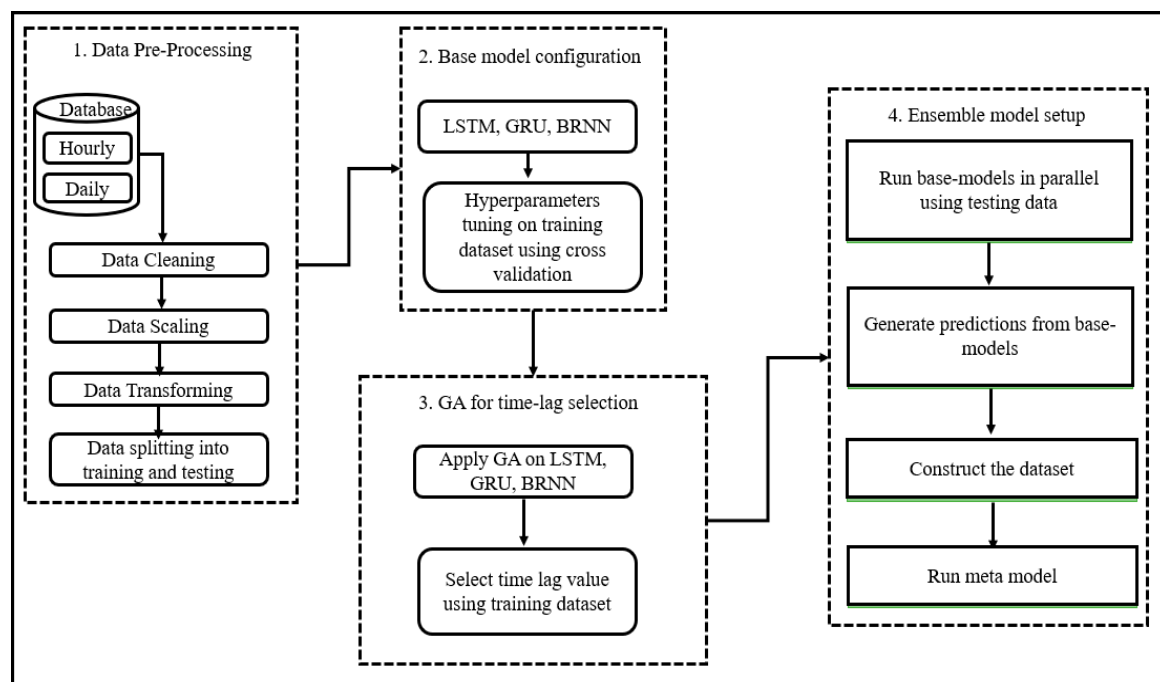 1. Data Pre-Processing
Database
Hourly
Daily
Data Cleaning
Data Scaling
Data Transforming
Data splitting into
training and testing
2. Base model configuration
LSTM, GRU, BRNN
Hyperparameters
tuning on training
dataset using cross
validation
3. GA for time-lag selection
Apply GA on LSTM,
GRU, BRNN
Select time lag value
using training dataset
4. Ensemble model setup
Run base-models in parallel
using testing data
Generate predictions from base-
models
Construct the dataset
Run meta model